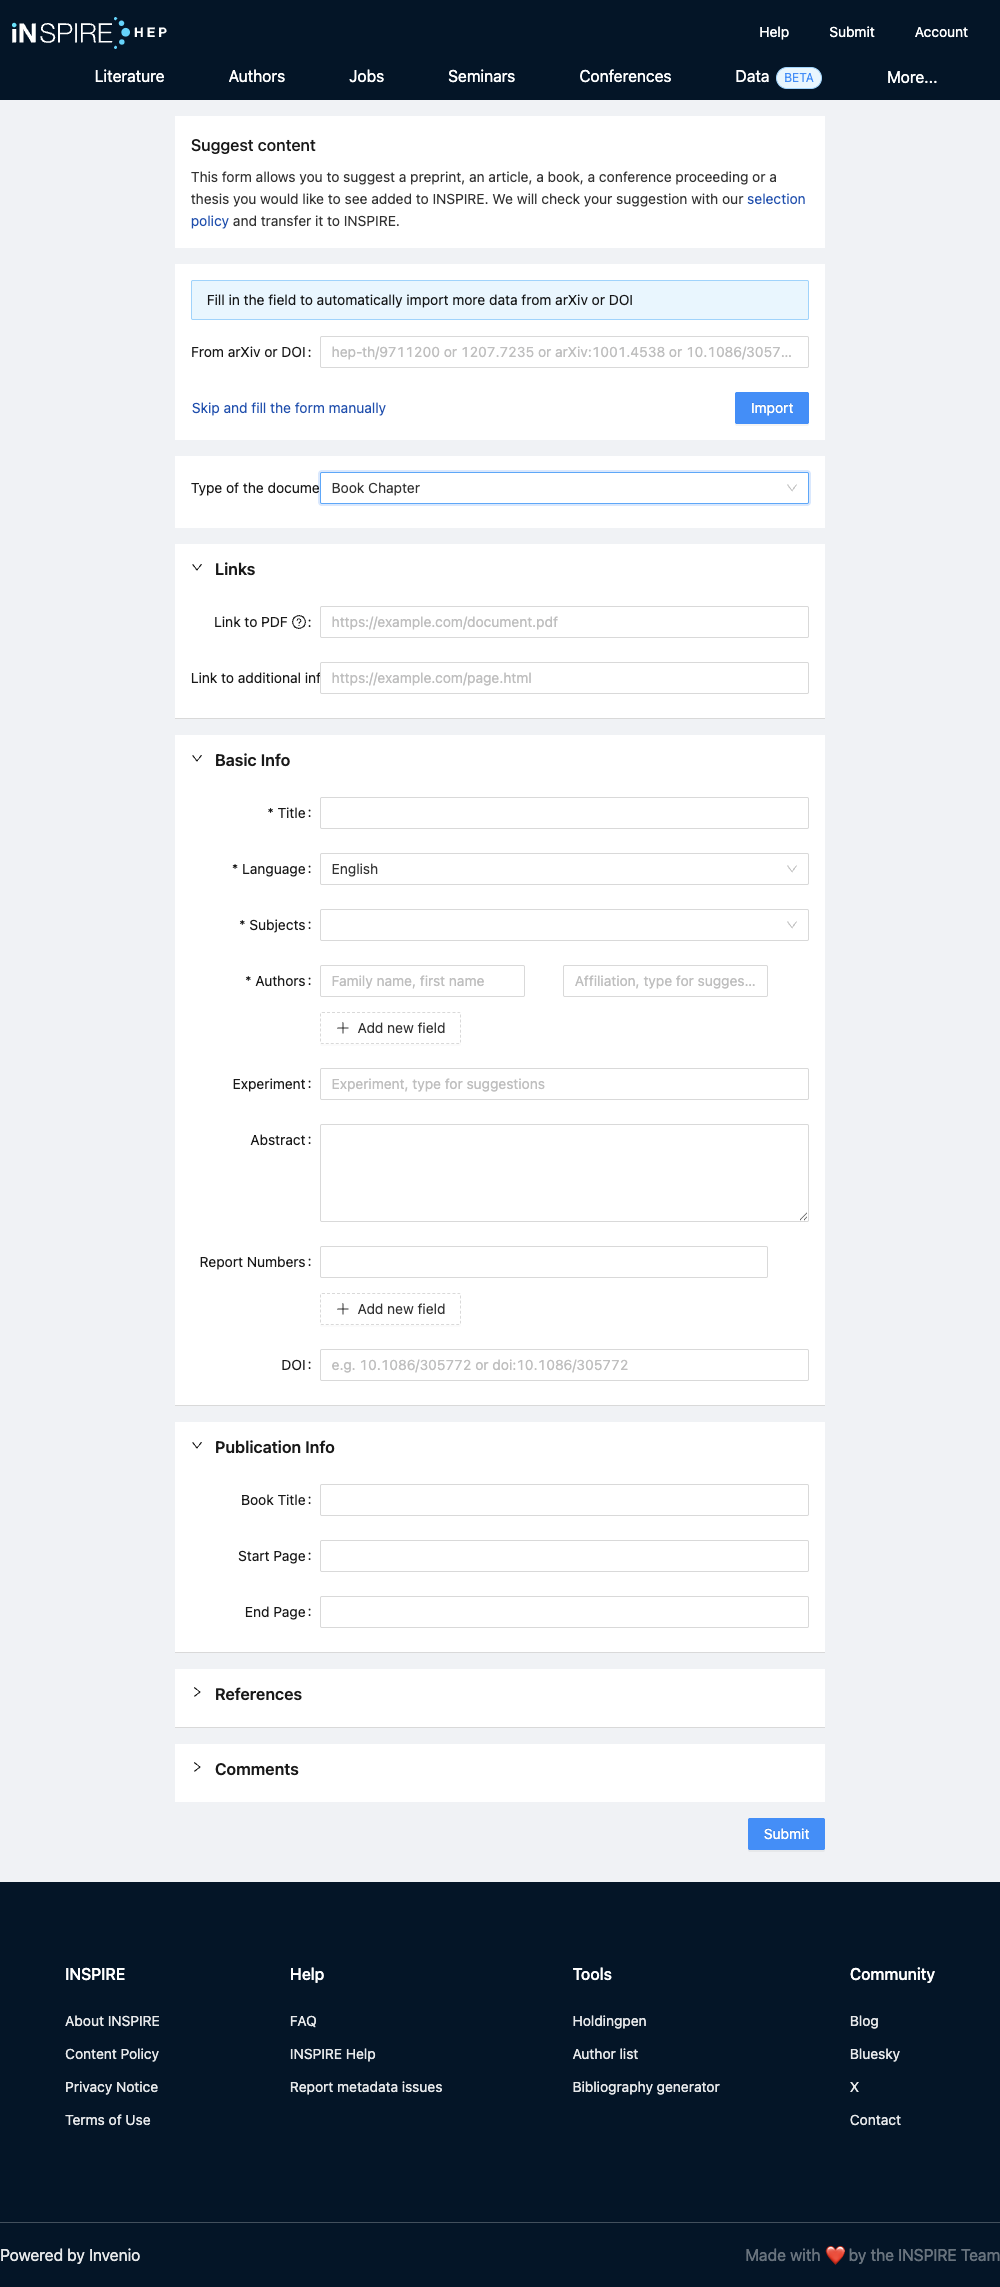 iNSPIRE HEP
Help
Submit
Account
Literature
Authors
Jobs
Seminars
Conferences
Data BETA
More...
Suggest content
This form allows you to suggest a preprint, an article, a book, a conference proceeding or a
thesis you would like to see added to INSPIRE. We will check your suggestion with our selection
policy and transfer it to INSPIRE.
Fill in the field to automatically import more data from arXiv or DOI
From arXiv or DOI: hep-th/9711200 or 1207.7235 or arXiv:1001.4538 or 10.1086/3057...
Skip and fill the form manually
Import
Type of the docume Book Chapter
Links
Link to PDF ?: https://example.com/document.pdf
Link to additional inf https://example.com/page.html
Basic Info
* Title:
* Language: English
* Subjects:
* Authors: Family name, first name Affiliation, type for sugges...
+ Add new field
Experiment: Experiment, type for suggestions
Abstract:
Report Numbers:
+ Add new field
DOI: e.g. 10.1086/305772 or doi:10.1086/305772
Publication Info
Book Title:
Start Page:
End Page:
References
Comments
Submit
INSPIRE
About INSPIRE
Content Policy
Privacy Notice
Terms of Use
Help
FAQ
INSPIRE Help
Report metadata issues
Tools
Holdingpen
Author list
Bibliography generator
Community
Blog
Bluesky
X
Contact
Powered by Invenio
Made with ❤️ by the INSPIRE Team